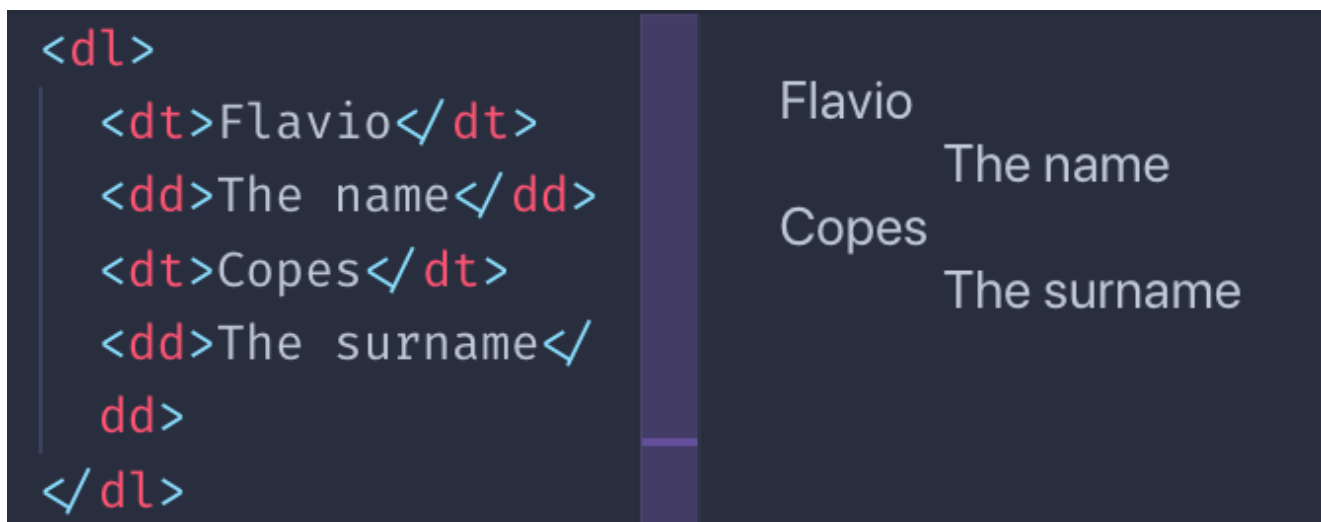 <dl>
<dt>Flavio</dt>
<dd>The name</dd>
<dt>Copes</dt>
<dd>The surname</
dd>
</dl>
Flavio
The name
Copes
The surname